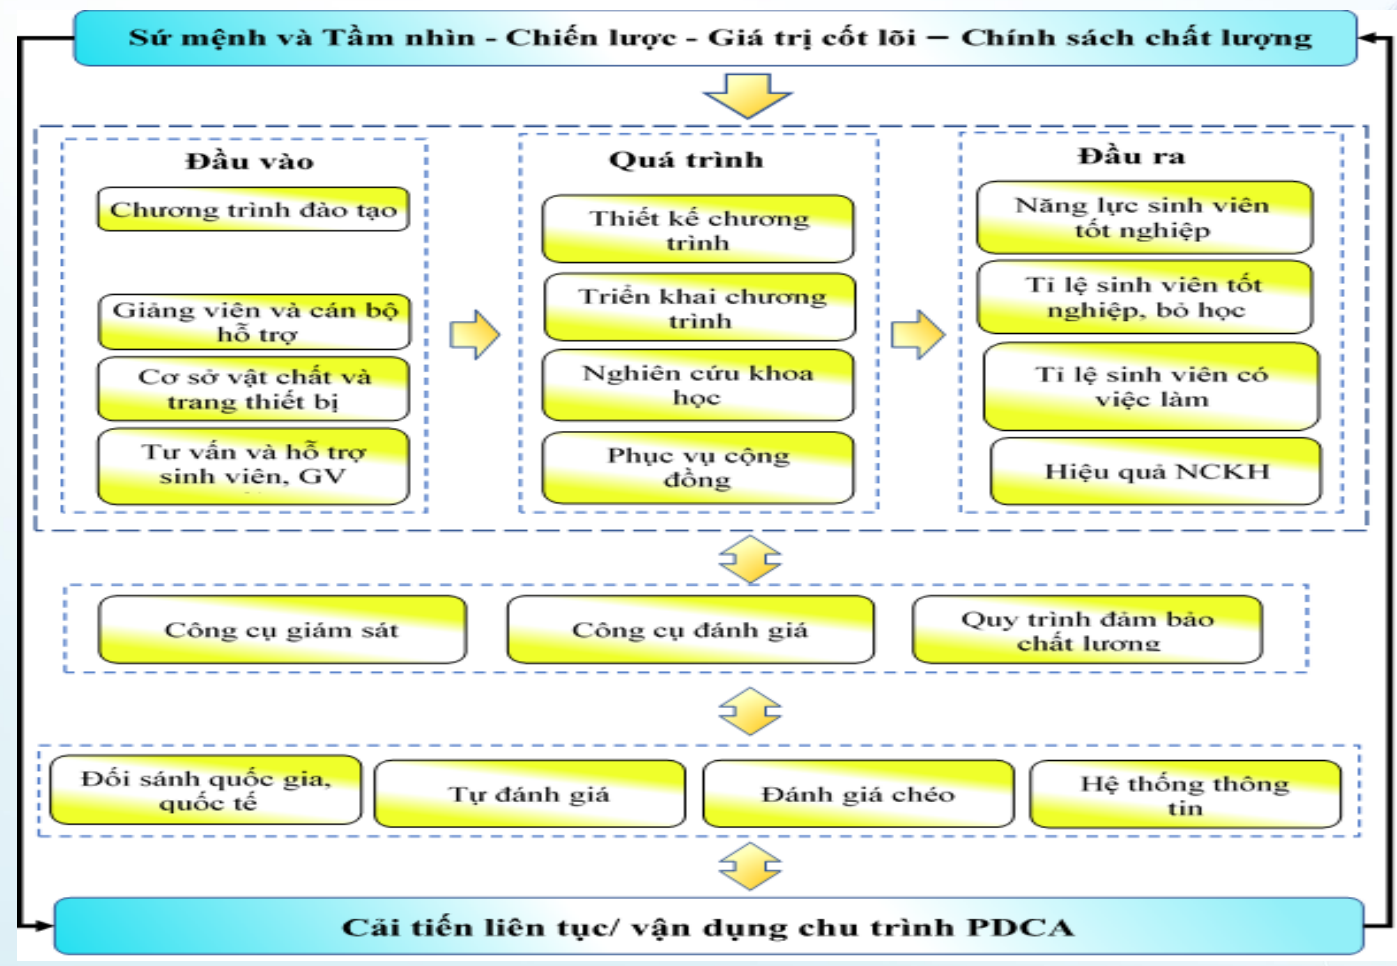 Sứ mệnh và Tầm nhìn - Chiến lược - Giá trị cốt lõi – Chính sách chất lượng
Đầu vào
Chương trình đào tạo
Giảng viên và cán bộ
hỗ trợ
Cơ sở vật chất và
trang thiết bị
Tư vấn và hỗ trợ
sinh viên, GV
Quá trình
Thiết kế chương
trình
Triển khai chương
trình
Nghiên cứu khoa
học
Phục vụ cộng
đồng
Đầu ra
Năng lực sinh viên
tốt nghiệp
Tỉ lệ sinh viên tốt
nghiệp, bỏ học
Tỉ lệ sinh viên có
việc làm
Hiệu quả NCKH
Công cụ giám sát
Công cụ đánh giá
Quy trình đảm bảo
chất lượng
Đối sánh quốc gia,
quốc tế
Tự đánh giá
Đánh giá chéo
Hệ thống thông
tin
Cải tiến liên tục/ vận dụng chu trình PDCA